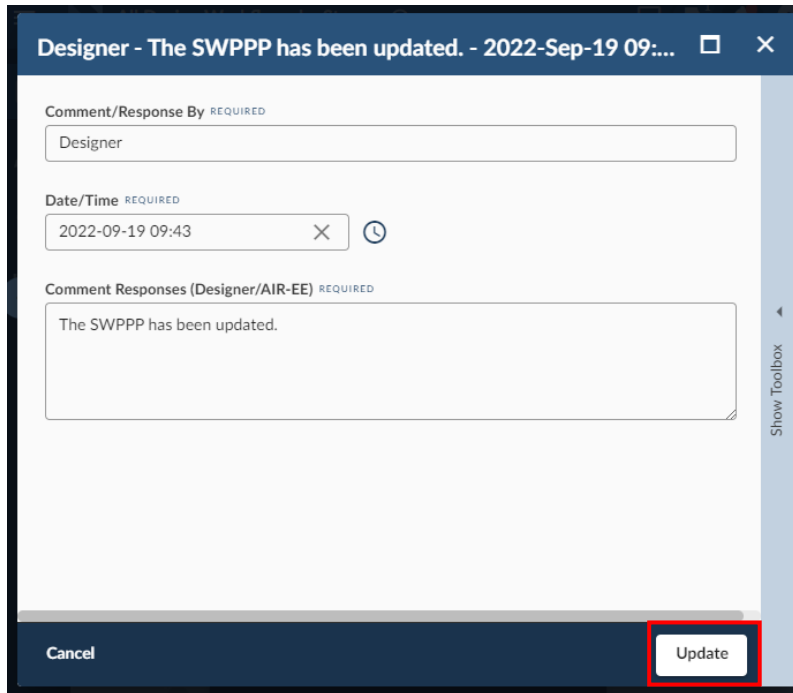 Designer - The SWPPP has been updated. - 2022-Sep-19 09:...
Comment/Response By REQUIRED
Designer
Date/Time REQUIRED
2022-09-19 09:43
Comment Responses (Designer/AIR-EE) REQUIRED
The SWPPP has been updated.
Show Toolbox
Cancel
Update